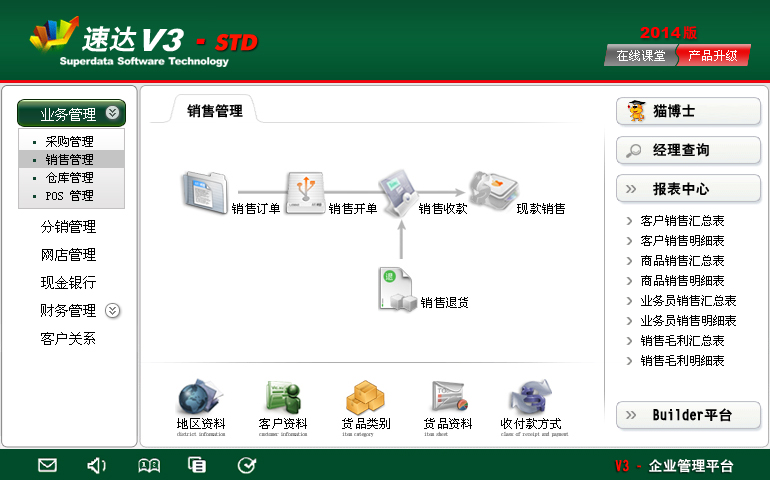 速达V3 - STD
Superdata Software Technology
2014版
在线课堂 产品升级
业务管理
采购管理
销售管理
仓库管理
POS 管理
分销管理
网店管理
现金银行
财务管理
客户关系
销售管理
销售订单 销售开单 销售收款 现款销售
退
销售退货
地区资料 客户资料 货品类别 货品资料 收付款方式
district information customer information item category item sheet classes of receipt and payment
猫博士
经理查询
报表中心
客户销售汇总表
客户销售明细表
商品销售汇总表
商品销售明细表
业务员销售汇总表
业务员销售明细表
销售毛利汇总表
销售毛利明细表
Builder平台
V3 - 企业管理平台